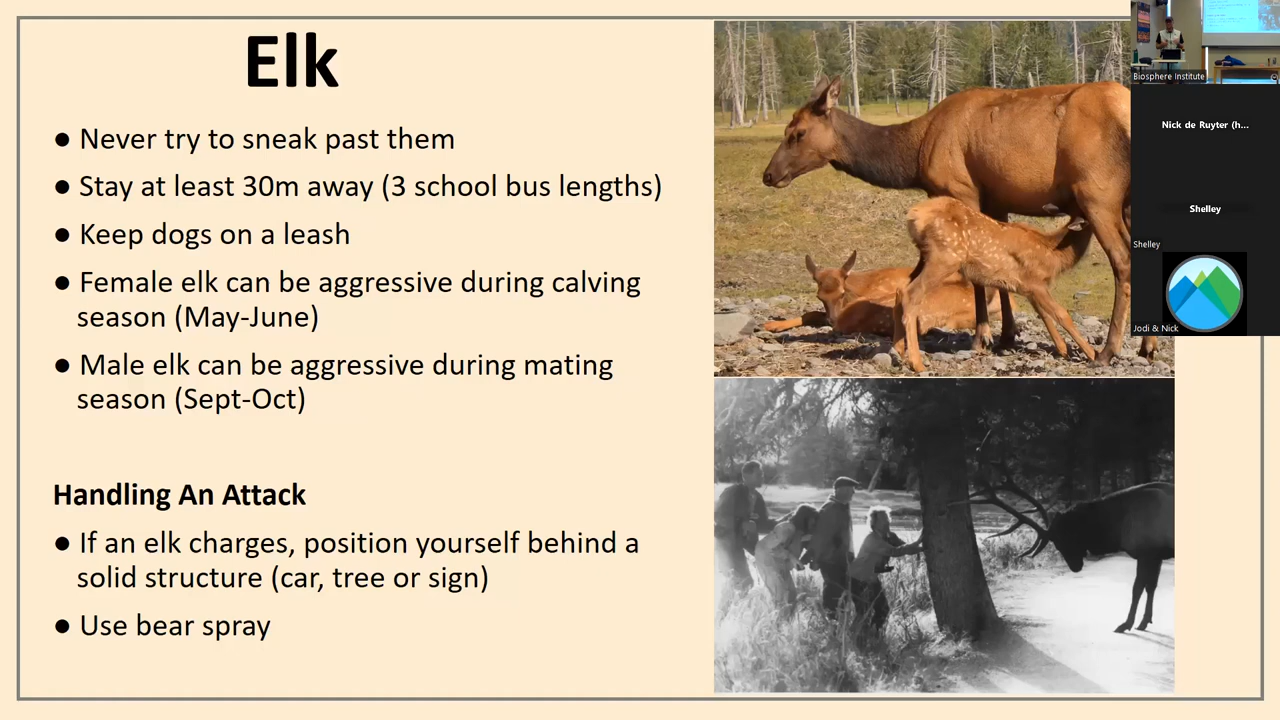 Elk
● Never try to sneak past them
● Stay at least 30m away (3 school bus lengths)
● Keep dogs on a leash
● Female elk can be aggressive during calving
season (May-June)
● Male elk can be aggressive during mating
season (Sept-Oct)
Handling An Attack
● If an elk charges, position yourself behind a
solid structure (car, tree or sign)
● Use bear spray
Biosphere Institute
Nick de Ruyter (h...
Shelley
Shelley
Jodi & Nick